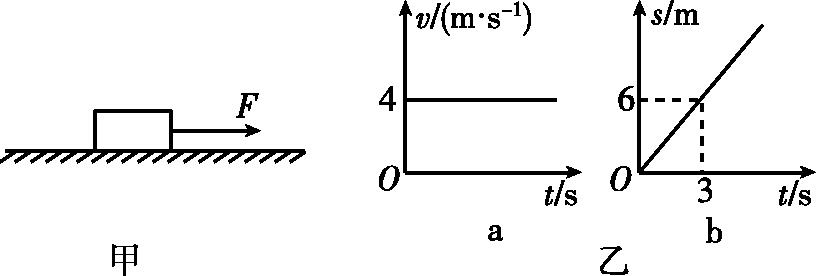 F
甲
v/(m·s⁻¹)
4
O
t/s
a
s/m
6
O
3
t/s
b
乙